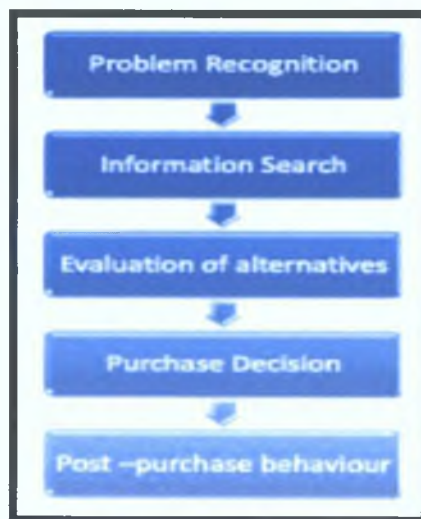 Problem Recognition
Information Search
Evaluation of alternatives
Purchase Decision
Post –purchase behaviour